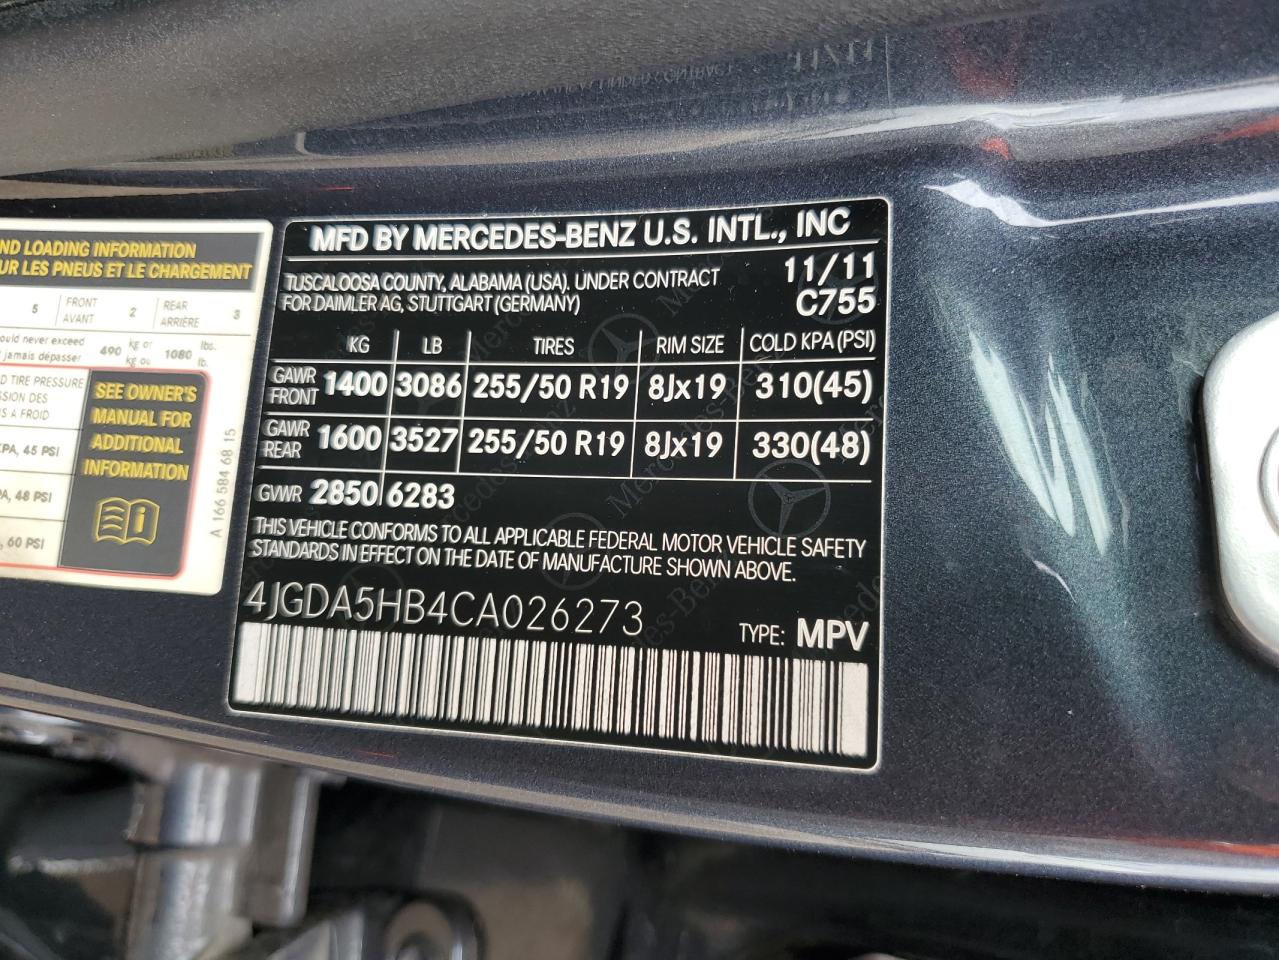 ND LOADING INFORMATION
UR LES PNEUS ET LE CHARGEMENT
5 FRONT AVANT 2 REAR ARRIÈRE 3
ould never exceed
jamais dépasser 490 kg or kg ou 1080 lbs. lb.
D TIRE PRESSURE
SION DES
S A FROID
PA, 45 PSI
A, 48 PSI
, 60 PSI
SEE OWNER'S
MANUAL FOR
ADDITIONAL
INFORMATION
A 166 584 68 15
MFD BY MERCEDES-BENZ U.S. INTL., INC
TUSCALOOSA COUNTY, ALABAMA (USA). UNDER CONTRACT 11/11
FOR DAIMLER AG, STUTTGART (GERMANY) C755
KG LB TIRES RIM SIZE COLD KPA (PSI)
GAWR FRONT 1400 3086 255/50 R19 8Jx19 310(45)
GAWR REAR 1600 3527 255/50 R19 8Jx19 330(48)
GVWR 2850 6283
THIS VEHICLE CONFORMS TO ALL APPLICABLE FEDERAL MOTOR VEHICLE SAFETY
STANDARDS IN EFFECT ON THE DATE OF MANUFACTURE SHOWN ABOVE.
4JGDA5HB4CA026273
TYPE: MPV